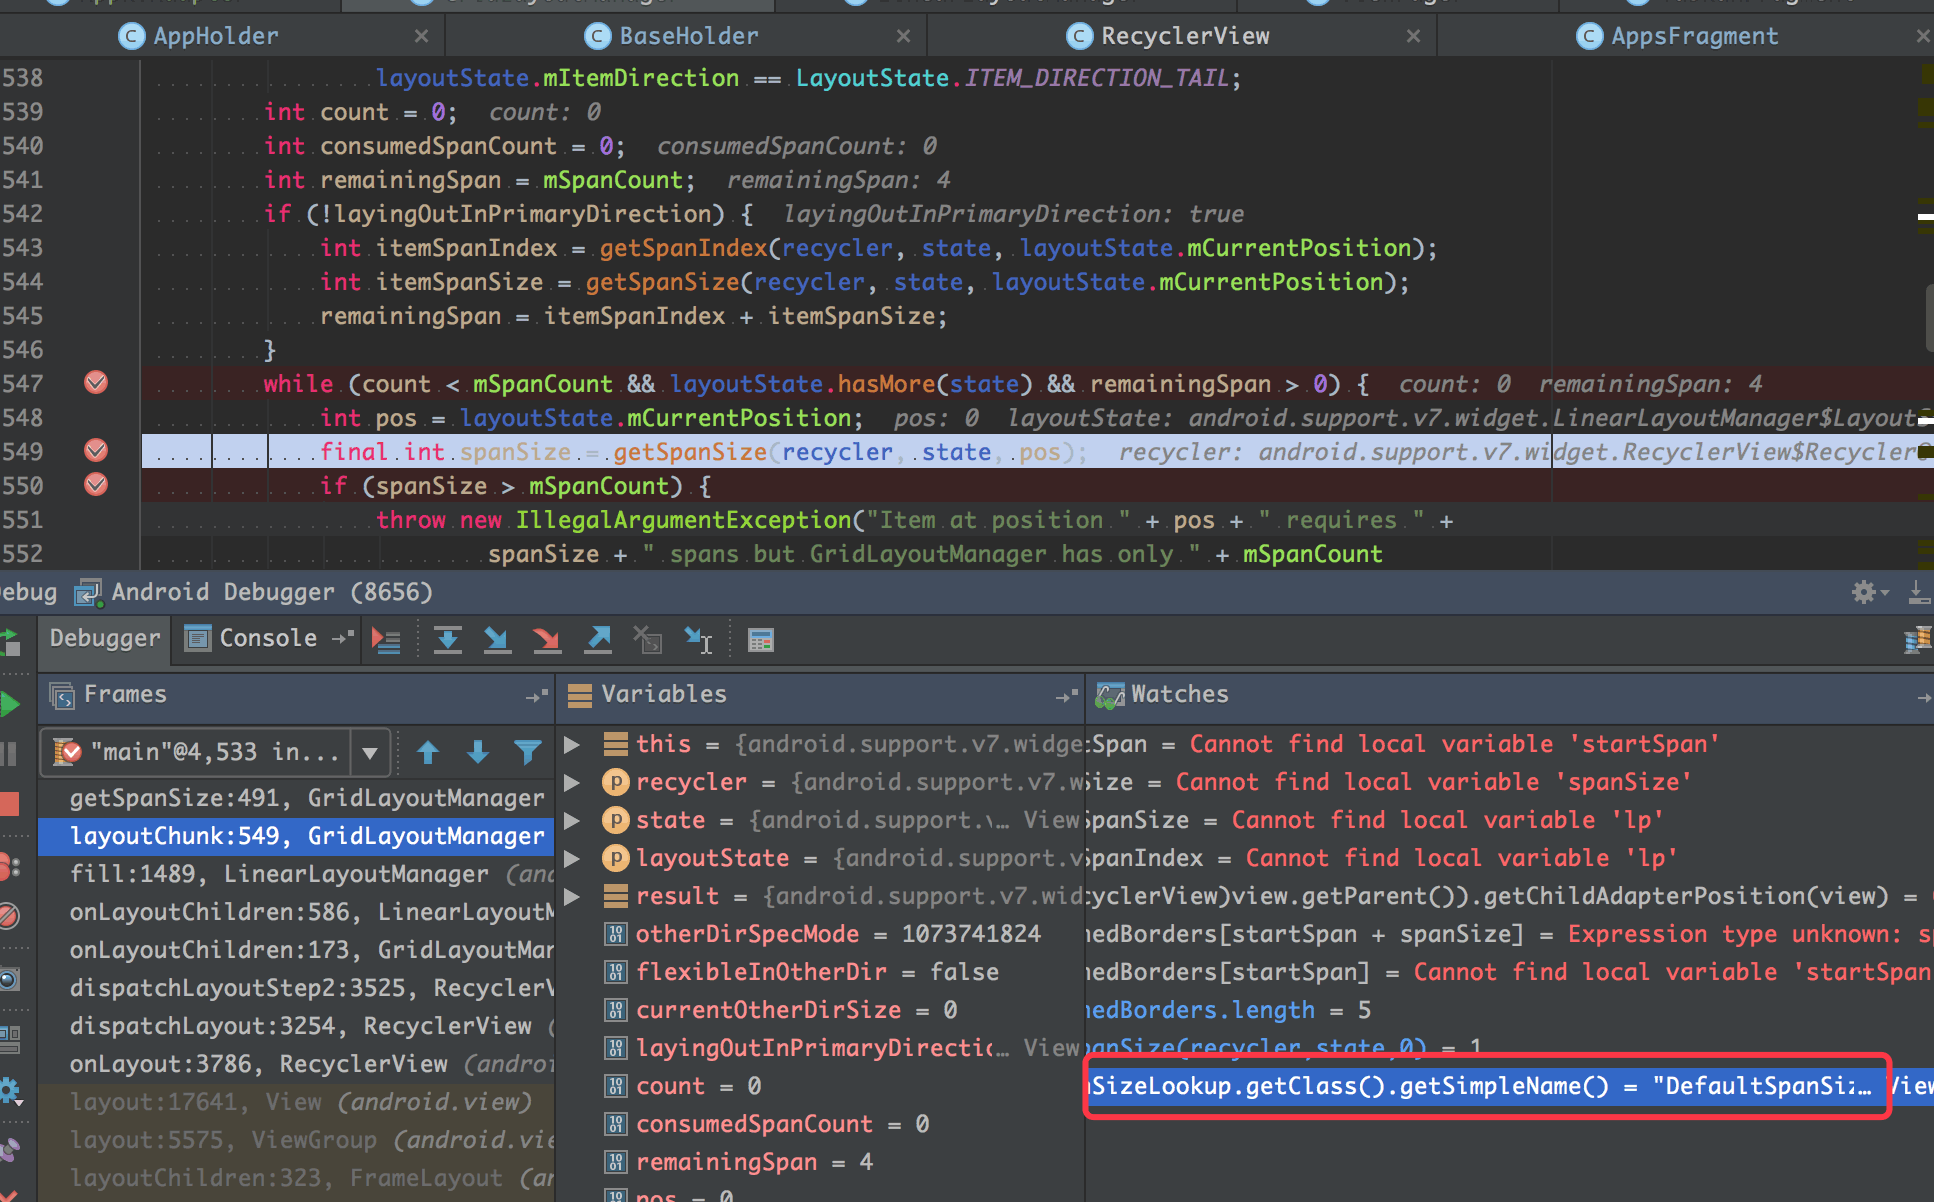 AppHolder
BaseHolder
RecyclerView
AppsFragment
538 layoutState.mItemDirection == LayoutState.ITEM_DIRECTION_TAIL;
539 int count = 0; count: 0
540 int consumedSpanCount = 0; consumedSpanCount: 0
541 int remainingSpan = mSpanCount; remainingSpan: 4
542 if (!layingOutInPrimaryDirection) { layingOutInPrimaryDirection: true
543 int itemSpanIndex = getSpanIndex(recycler, state, layoutState.mCurrentPosition);
544 int itemSpanSize = getSpanSize(recycler, state, layoutState.mCurrentPosition);
545 remainingSpan = itemSpanIndex + itemSpanSize;
546 }
547 while (count < mSpanCount && layoutState.hasMore(state) && remainingSpan > 0) { count: 0 remainingSpan: 4
548 int pos = layoutState.mCurrentPosition; pos: 0 layoutState: android.support.v7.widget.LinearLayoutManager$Layouts
549 final int spanSize = getSpanSize(recycler, state, pos); recycler: android.support.v7.widget.RecyclerView$Recycler@
550 if (spanSize > mSpanCount) {
551 throw new IllegalArgumentException("Item at position " + pos + " requires " +
552 spanSize + " spans but GridLayoutManager has only " + mSpanCount
ebug Android Debugger (8656)
Debugger Console
Frames
"main"@4,533 in...
getSpanSize:491, GridLayoutManager
layoutChunk:549, GridLayoutManager
fill:1489, LinearLayoutManager (and
onLayoutChildren:586, LinearLayoutM
onLayoutChildren:173, GridLayoutMar
dispatchLayoutStep2:3525, RecyclerV
dispatchLayout:3254, RecyclerView (
onLayout:3786, RecyclerView (androi
layout:17641, View (android.view)
layout:5575, ViewGroup (android.vie
layoutChildren:323, FrameLayout (ar
Variables
this = {android.support.v7.widge
recycler = {android.support.v7.w
state = {android.support.v… View
layoutState = {android.support.v
result = {android.support.v7.wid
otherDirSpecMode = 1073741824
flexibleInOtherDir = false
currentOtherDirSize = 0
layingOutInPrimaryDirectic… View
count = 0
consumedSpanCount = 0
remainingSpan = 4
pos = 0
Watches
tSpan = Cannot find local variable 'startSpan'
Size = Cannot find local variable 'spanSize'
SpanSize = Cannot find local variable 'lp'
SpanIndex = Cannot find local variable 'lp'
cyclerView)view.getParent()).getChildAdapterPosition(view) =
hedBorders[startSpan + spanSize] = Expression type unknown: s
hedBorders[startSpan] = Cannot find local variable 'startSpan
hedBorders.length = 5
panSize(recycler,state,0) = 1
nSizeLookup.getClass().getSimpleName() = "DefaultSpanSiz… View